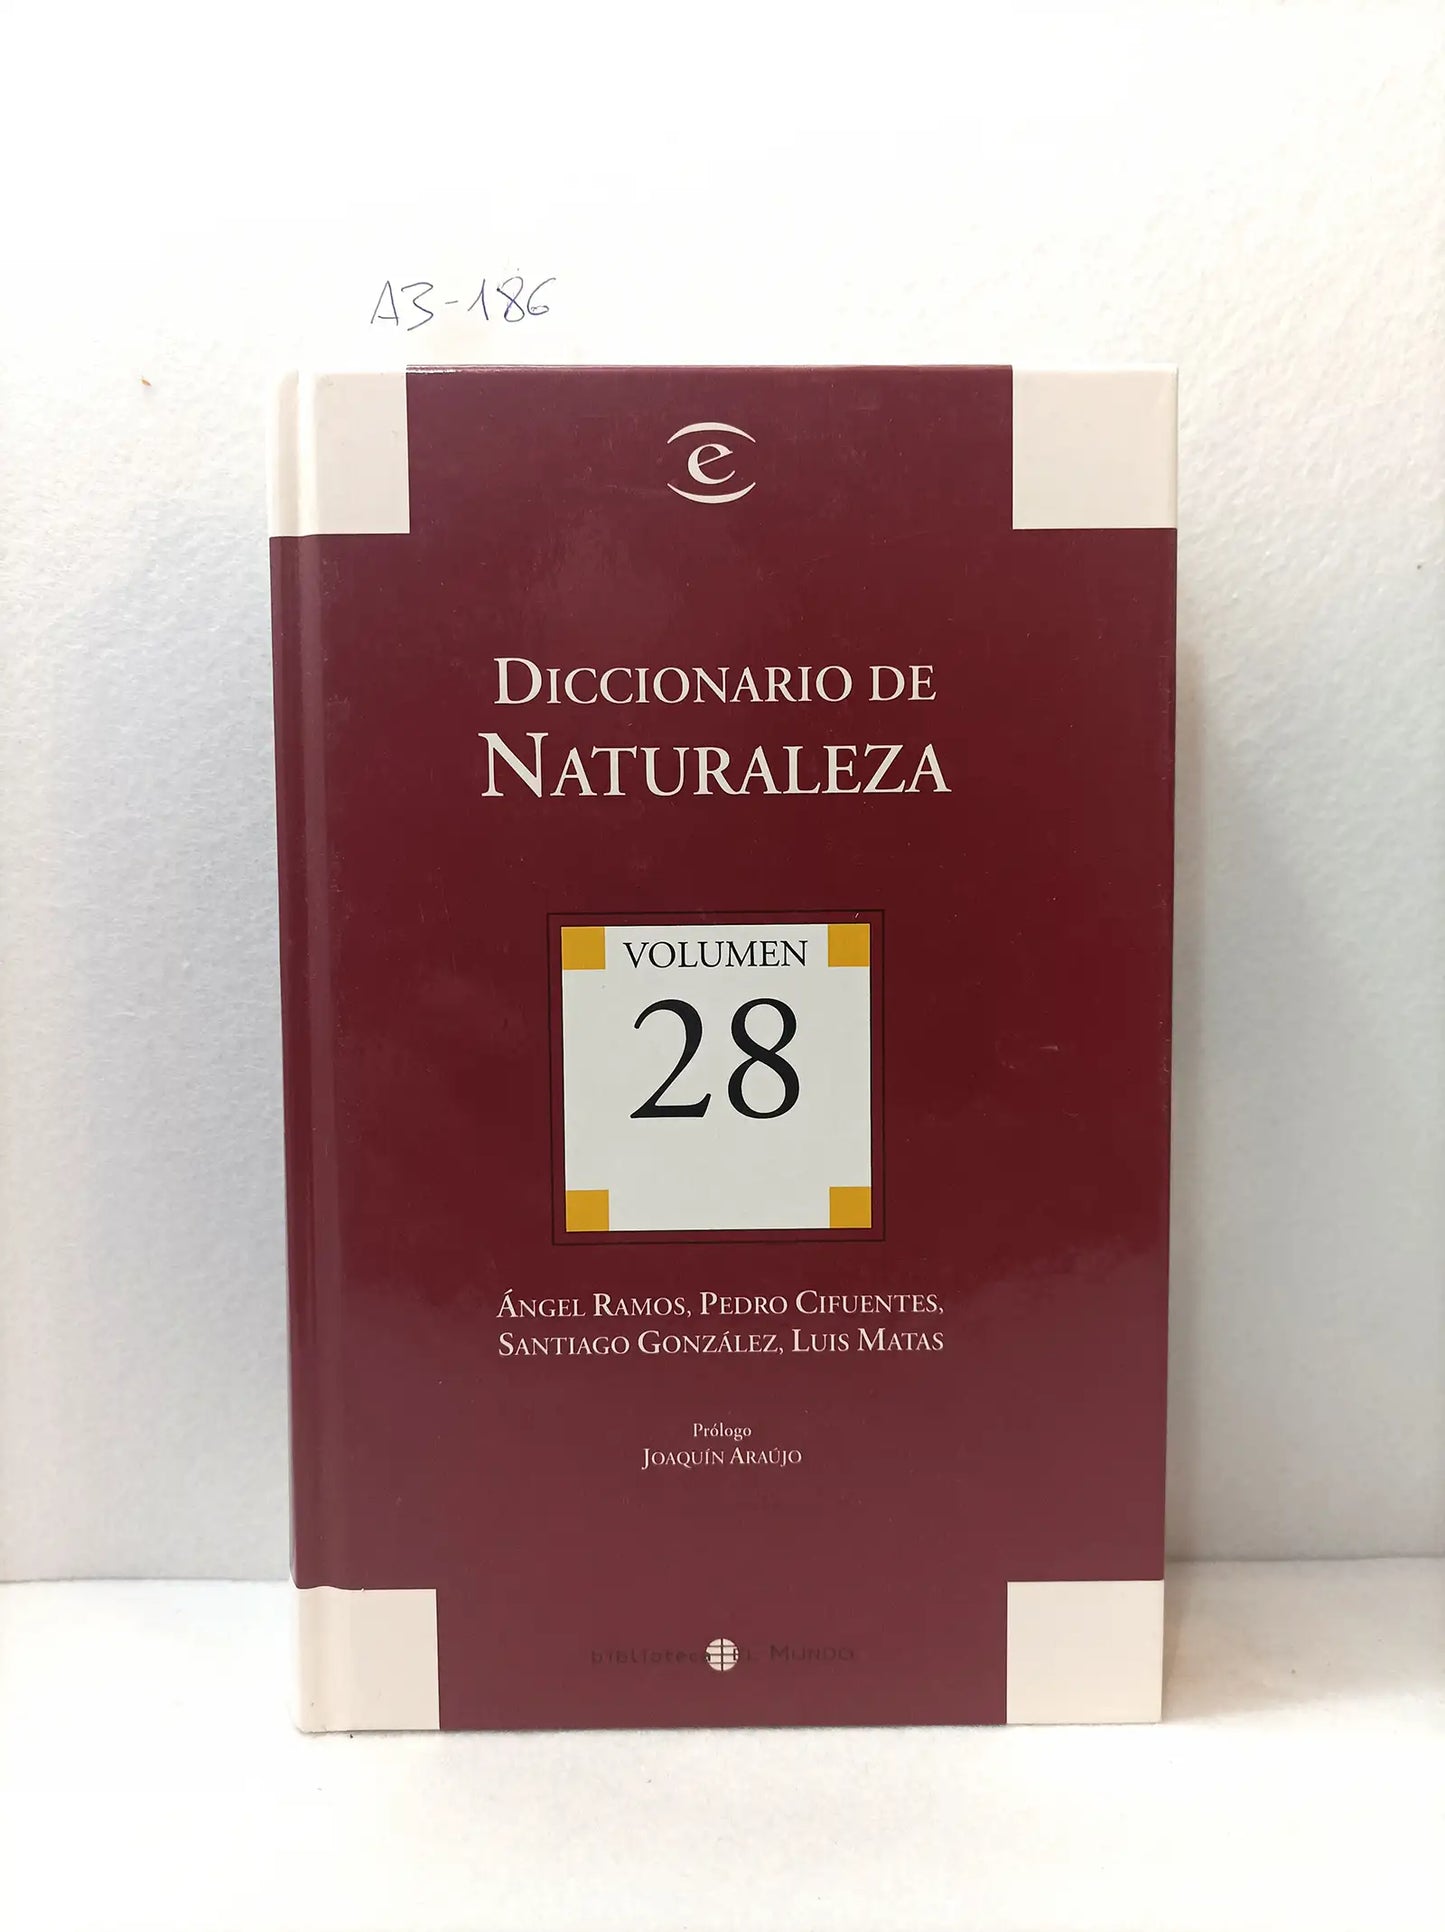 A3-186
e
DICCIONARIO DE
NATURALEZA
VOLUMEN
28
ÁNGEL RAMOS, PEDRO CIFUENTES,
SANTIAGO GONZÁLEZ, LUIS MATAS
Prólogo
JOAQUÍN ARAÚJO
biblioteca EL MUNDO